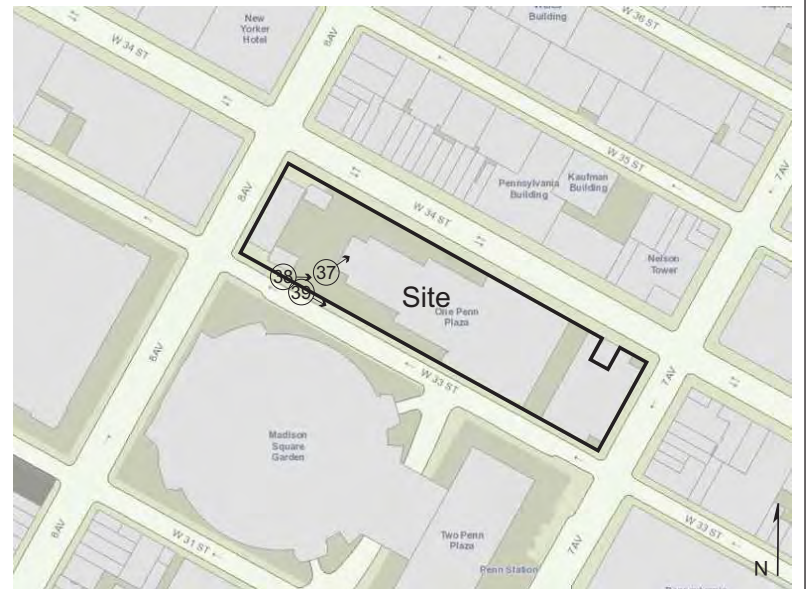 New
Yorker
Hotel
Building
W 36 ST
W 34 ST
8AV
W 35 ST
7AV
Pennsylvania
Building
Kaufman
Building
8AV
W 34 ST
Nelson
Tower
38
37
39
Site
One Penn
Plaza
8AV
W 33 ST
7AV
Madison
Square
Garden
W 31 ST
8AV
Two Penn
Plaza
7AV
W 33 ST
Penn Station
N